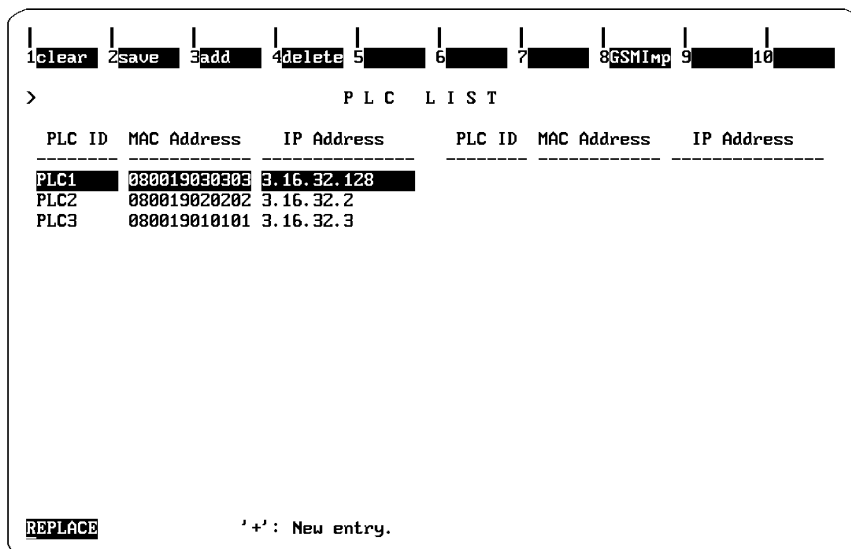 1clear 2save 3add 4delete 5 6 7 8GSMImp 9 10
> P L C L I S T
PLC ID MAC Address IP Address PLC ID MAC Address IP Address
-------- ------------ --------------- -------- ------------ ---------------
PLC1 080019030303 3.16.32.128
PLC2 080019020202 3.16.32.2
PLC3 080019010101 3.16.32.3
REPLACE '+': New entry.